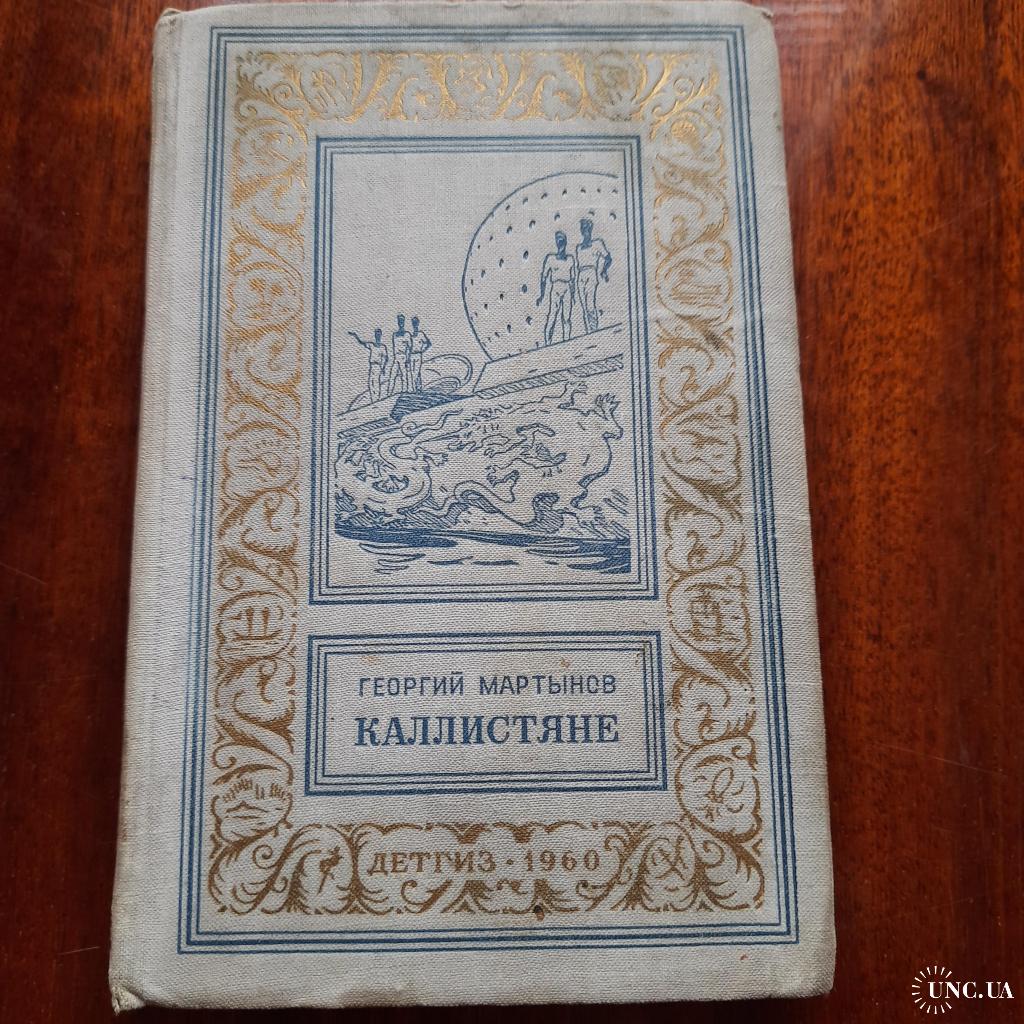 ГЕОРГИЙ МАРТЫНОВ
КАЛЛИСТЯНЕ
ДЕТГИЗ · 1960
UNC.UA